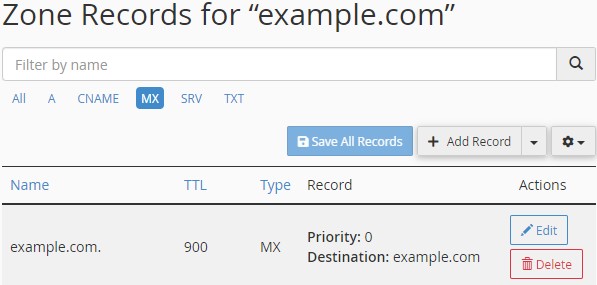 Zone Records for “example.com”
Filter by name
All A CNAME MX SRV TXT
Save All Records + Add Record
Name TTL Type Record Actions
example.com. 900 MX Priority: 0 Edit
Destination: example.com Delete